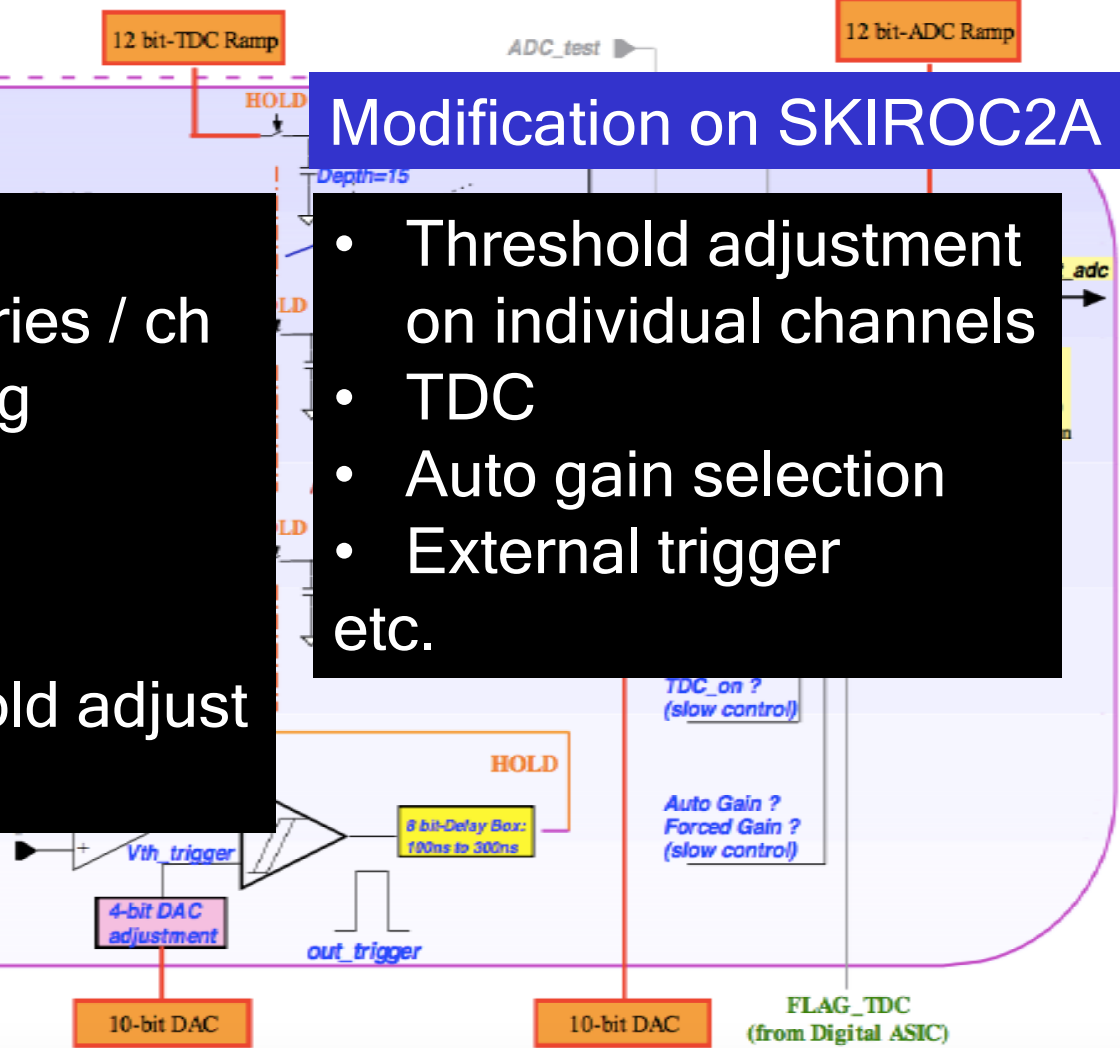 12 bit-TDC Ramp
ADC_test
12 bit-ADC Ramp
HOLD
Modification on SKIROC2A
Depth=15
• Threshold adjustment
on individual channels
• TDC
• Auto gain selection
• External trigger
etc.
_adc
ries / ch
g
old adjust
LD
LD
TDC_on ?
(slow control)
HOLD
Auto Gain ?
Forced Gain ?
(slow control)
8 bit-Delay Box:
100ns to 300ns
+
Vth_trigger
4-bit DAC
adjustment
out_trigger
10-bit DAC
10-bit DAC
FLAG_TDC
(from Digital ASIC)